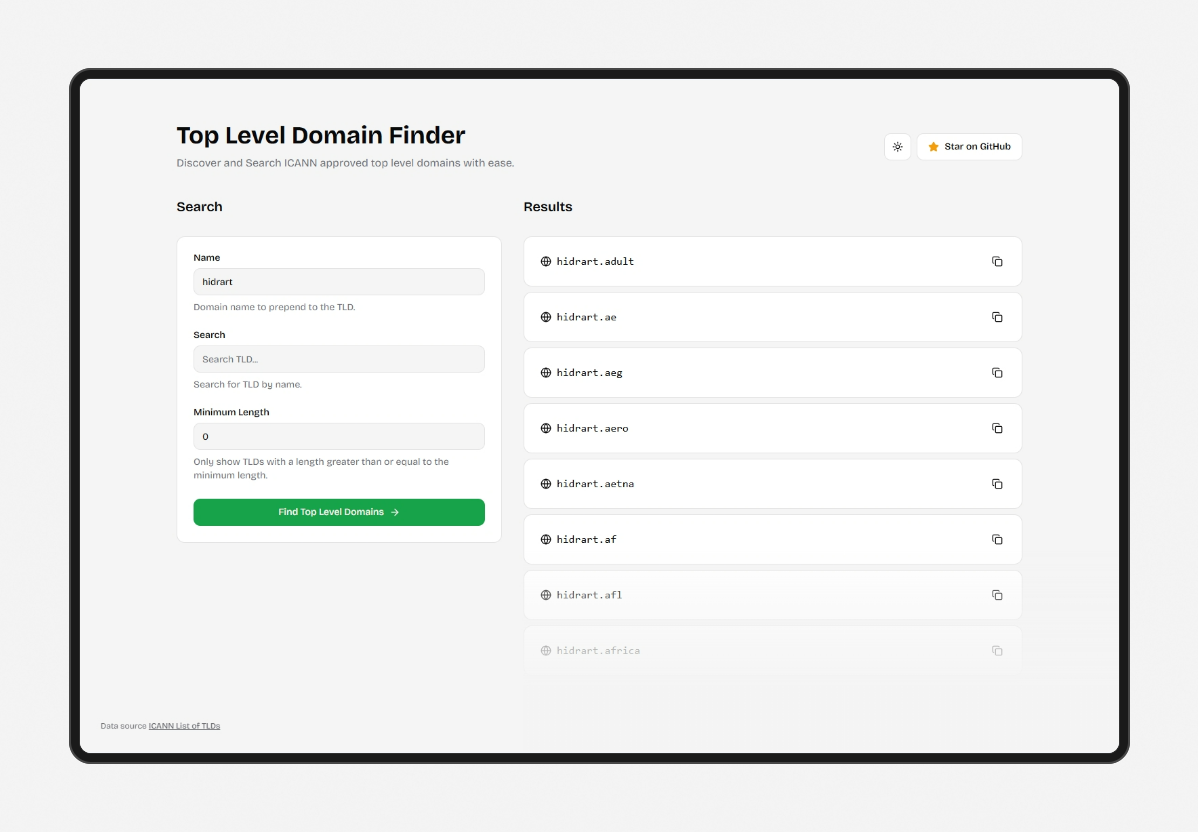 Top Level Domain Finder
Discover and Search ICANN approved top level domains with ease.
Star on GitHub
Search
Name
hidrart
Domain name to prepend to the TLD.
Search
Search TLD...
Search for TLD by name.
Minimum Length
0
Only show TLDs with a length greater than or equal to the
minimum length.
Find Top Level Domains →
Results
hidrart.adult
hidrart.ae
hidrart.aeg
hidrart.aero
hidrart.aetna
hidrart.af
hidrart.afl
hidrart.africa
Data source ICANN List of TLDs